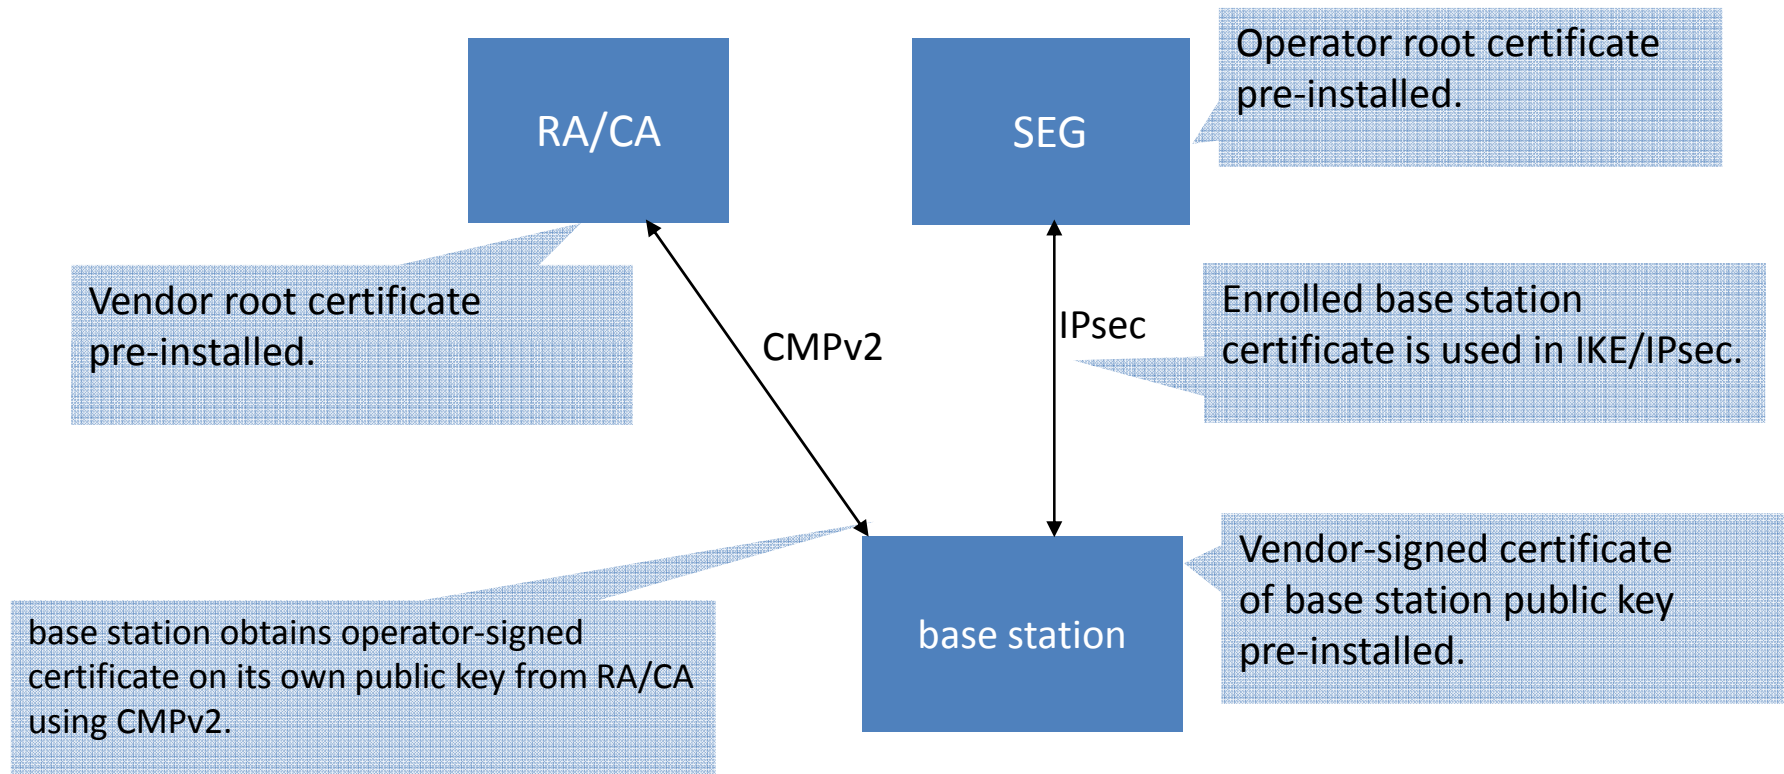 RA/CA
SEG
Operator root certificate
pre-installed.
Vendor root certificate
pre-installed.
CMPv2
IPsec
Enrolled base station
certificate is used in IKE/IPsec.
base station obtains operator-signed
certificate on its own public key from RA/CA
using CMPv2.
base station
Vendor-signed certificate
of base station public key
pre-installed.